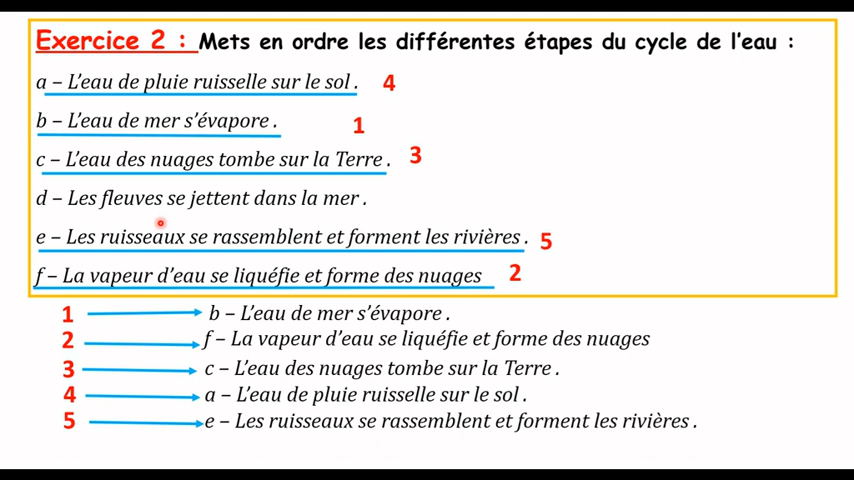 Exercice 2 : Mets en ordre les différentes étapes du cycle de l'eau :
a – L'eau de pluie ruisselle sur le sol . 4
b – L'eau de mer s'évapore . 1
c – L'eau des nuages tombe sur la Terre . 3
d – Les fleuves se jettent dans la mer .
e – Les ruisseaux se rassemblent et forment les rivières . 5
f – La vapeur d'eau se liquéfie et forme des nuages 2
1 b – L'eau de mer s'évapore .
2 f – La vapeur d'eau se liquéfie et forme des nuages
3 c – L'eau des nuages tombe sur la Terre .
4 a – L'eau de pluie ruisselle sur le sol .
5 e – Les ruisseaux se rassemblent et forment les rivières .